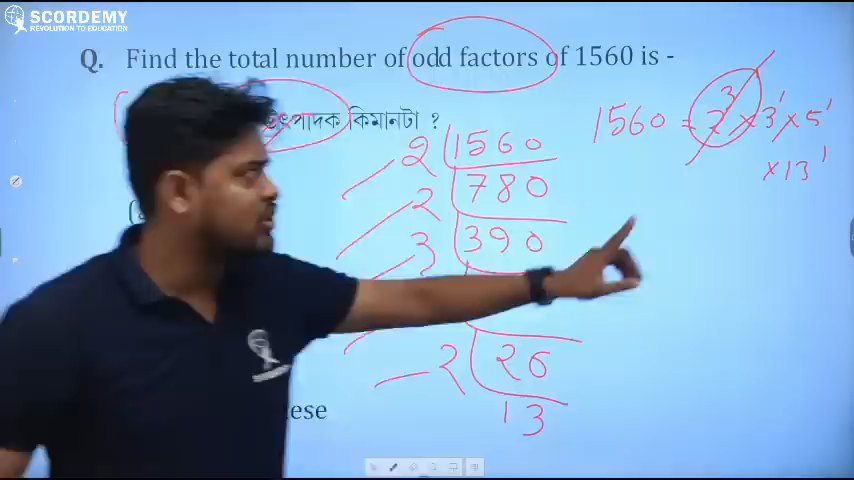 SCORDEMY
REVOLUTION TO EDUCATION
Q. Find the total number of odd factors of 1560 is -
কিমানটা ?
1560 = 2³ × 3¹ × 5¹
× 13¹
2 1560
2 780
3 390
2 26
13